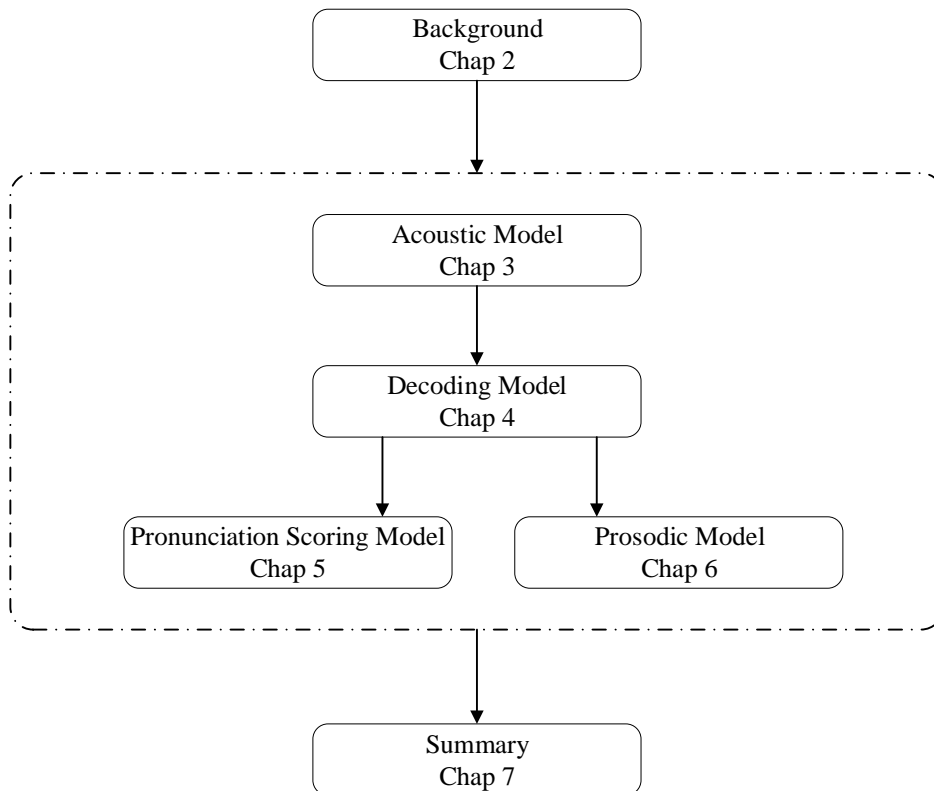 Background
Chap 2
Acoustic Model
Chap 3
Decoding Model
Chap 4
Pronunciation Scoring Model
Chap 5
Prosodic Model
Chap 6
Summary
Chap 7